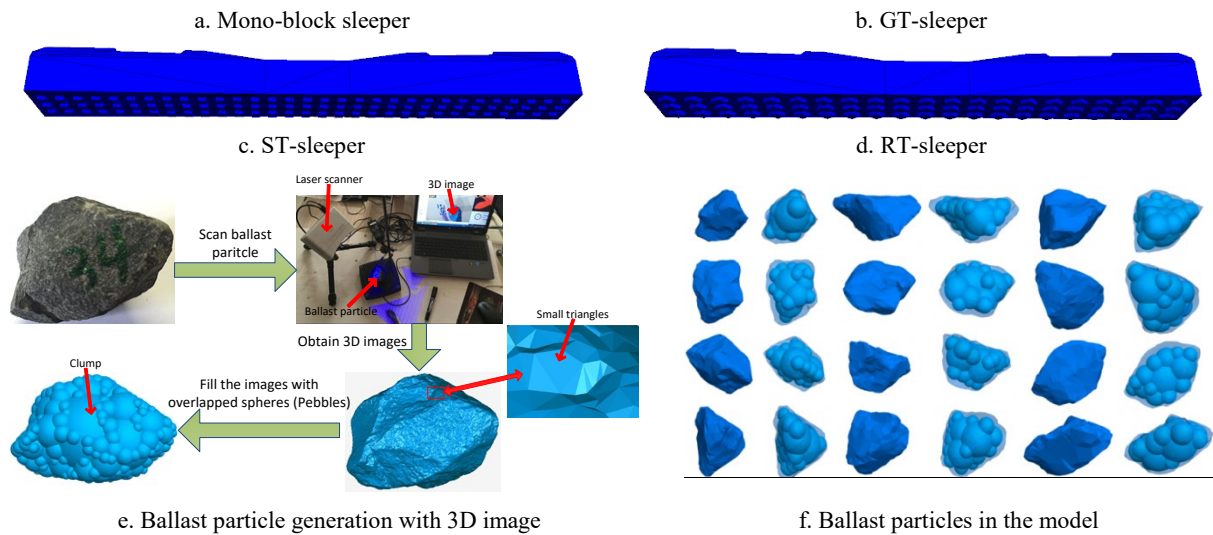 a. Mono-block sleeper
b. GT-sleeper
c. ST-sleeper
d. RT-sleeper
Laser scanner
3D image
Scan ballast
paritcle
34
Ballast particle
Small triangles
Obtain 3D images
Clump
Fill the images with
overlapped spheres (Pebbles)
e. Ballast particle generation with 3D image
f. Ballast particles in the model